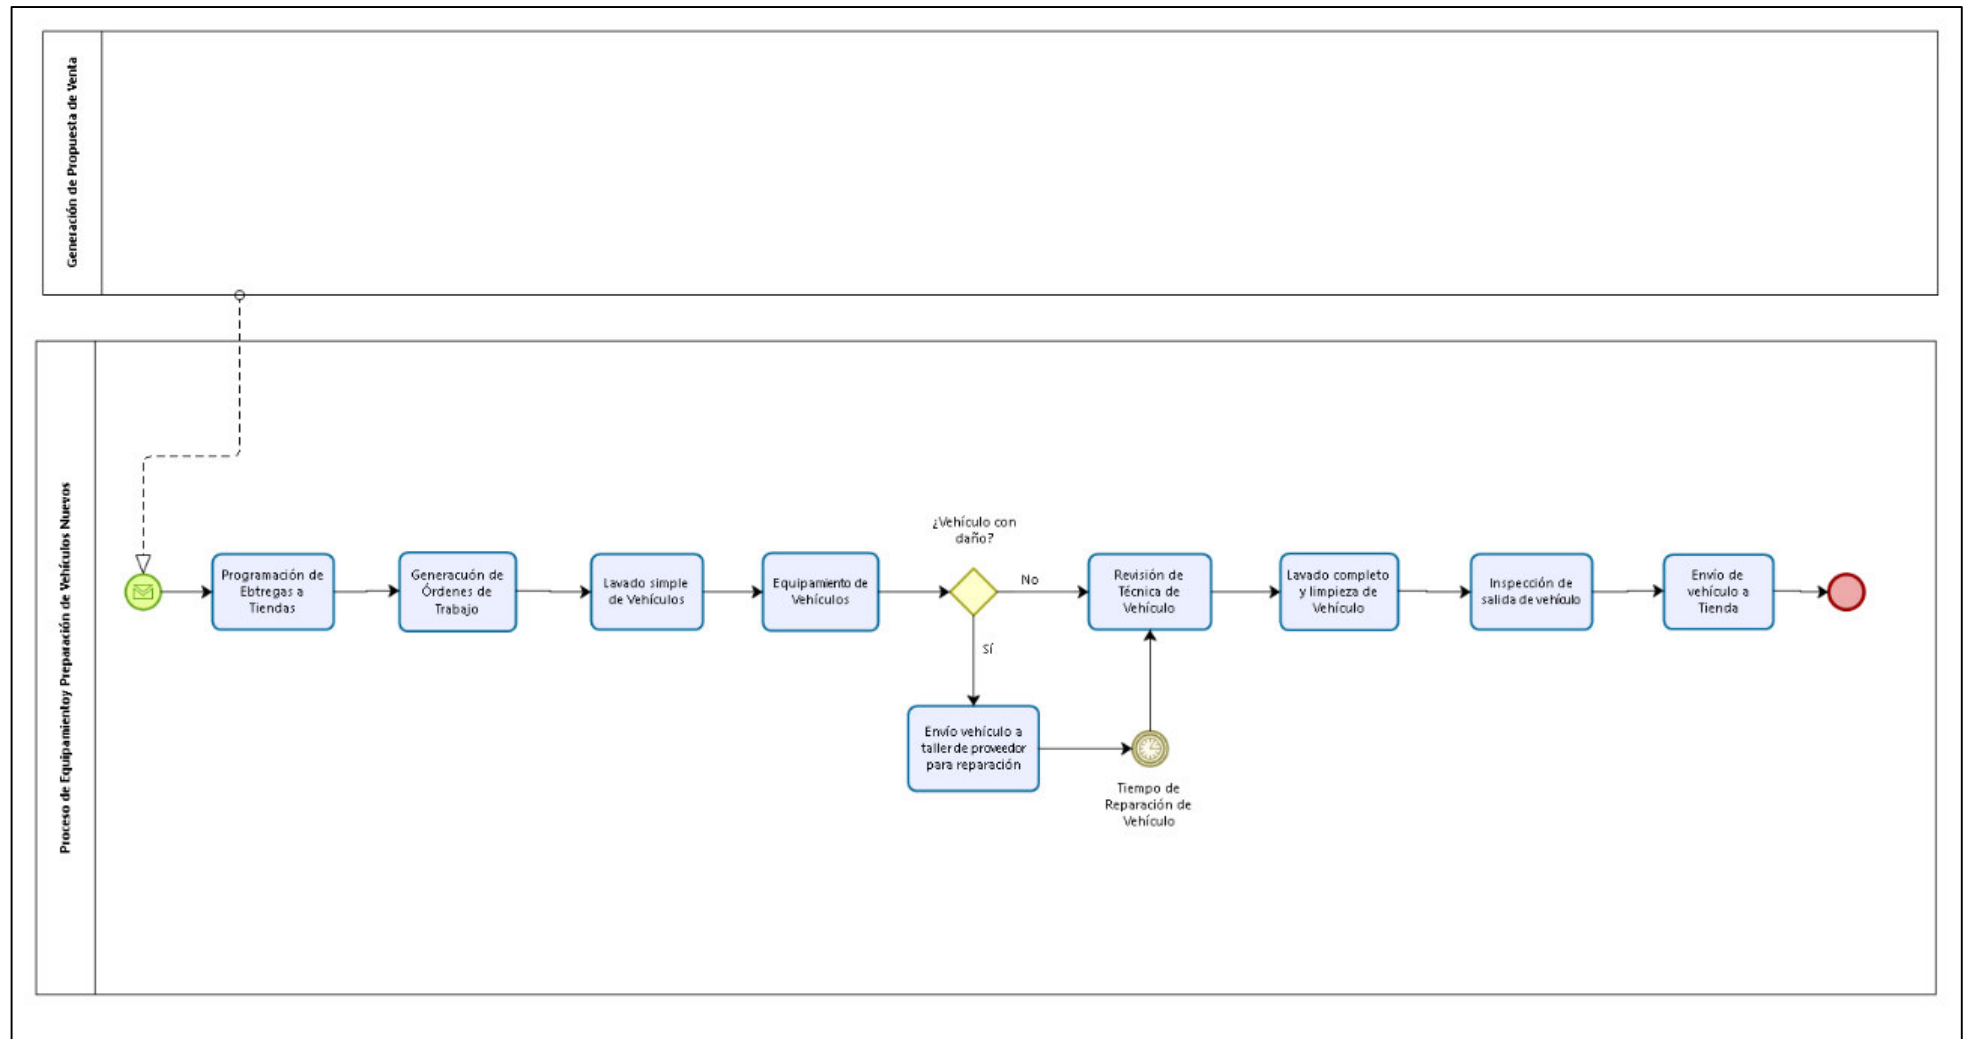 Generación de Propuesta de Venta
Proceso de Equipamientoy Preparación de Vehículos Nuevos
Programación de
Ebtregas a
Tiendas
Generacuón de
Órdenes de
Trabajo
Lavado simple
de Vehículos
Equipamiento de
Vehículos
¿Vehículo con
daño?
No
Sí
Envío vehículo a
taller de proveedor
para reparación
Tiempo de
Reparación de
Vehículo
Revisión de
Técnica de
Vehículo
Lavado completo
y limpieza de
Vehículo
Inspección de
salida de vehículo
Envío de
vehículo a
Tienda